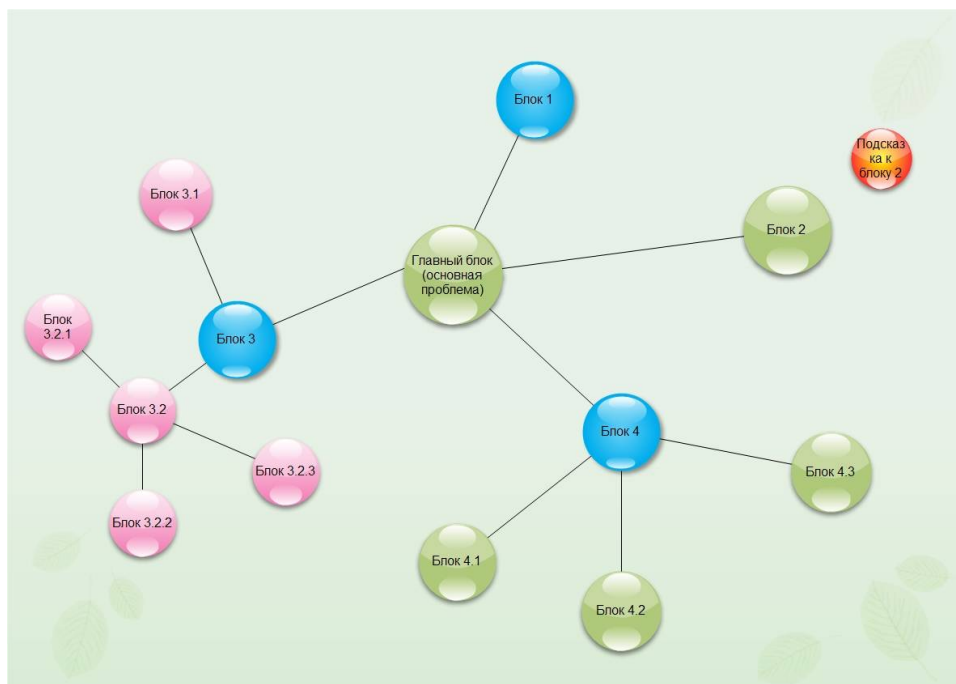 Блок 1
Подсказ
ка к
блоку 2
Блок 3.1
Блок 2
Главный блок
(основная
проблема)
Блок
3.2.1
Блок 3
Блок 3.2
Блок 4
Блок 3.2.3
Блок 4.3
Блок 3.2.2
Блок 4.1
Блок 4.2